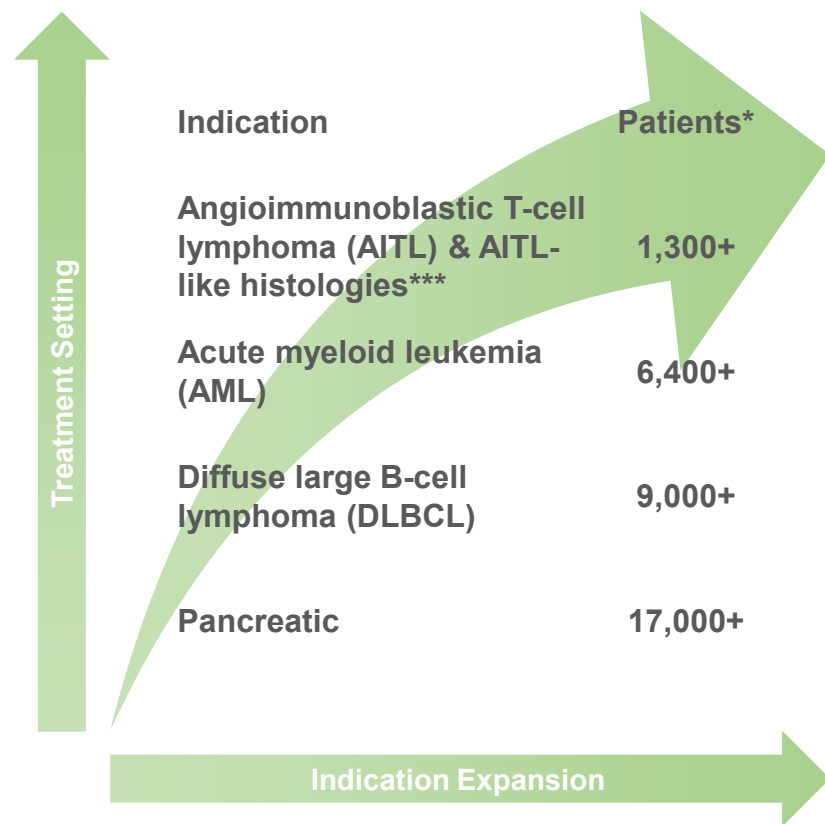 Indication Patients*
Angioimmunoblastic T-cell
lymphoma (AITL) & AITL-
like histologies***
1,300+
Acute myeloid leukemia
(AML)
6,400+
Diffuse large B-cell
lymphoma (DLBCL)
9,000+
Pancreatic 17,000+
Treatment Setting
Indication Expansion